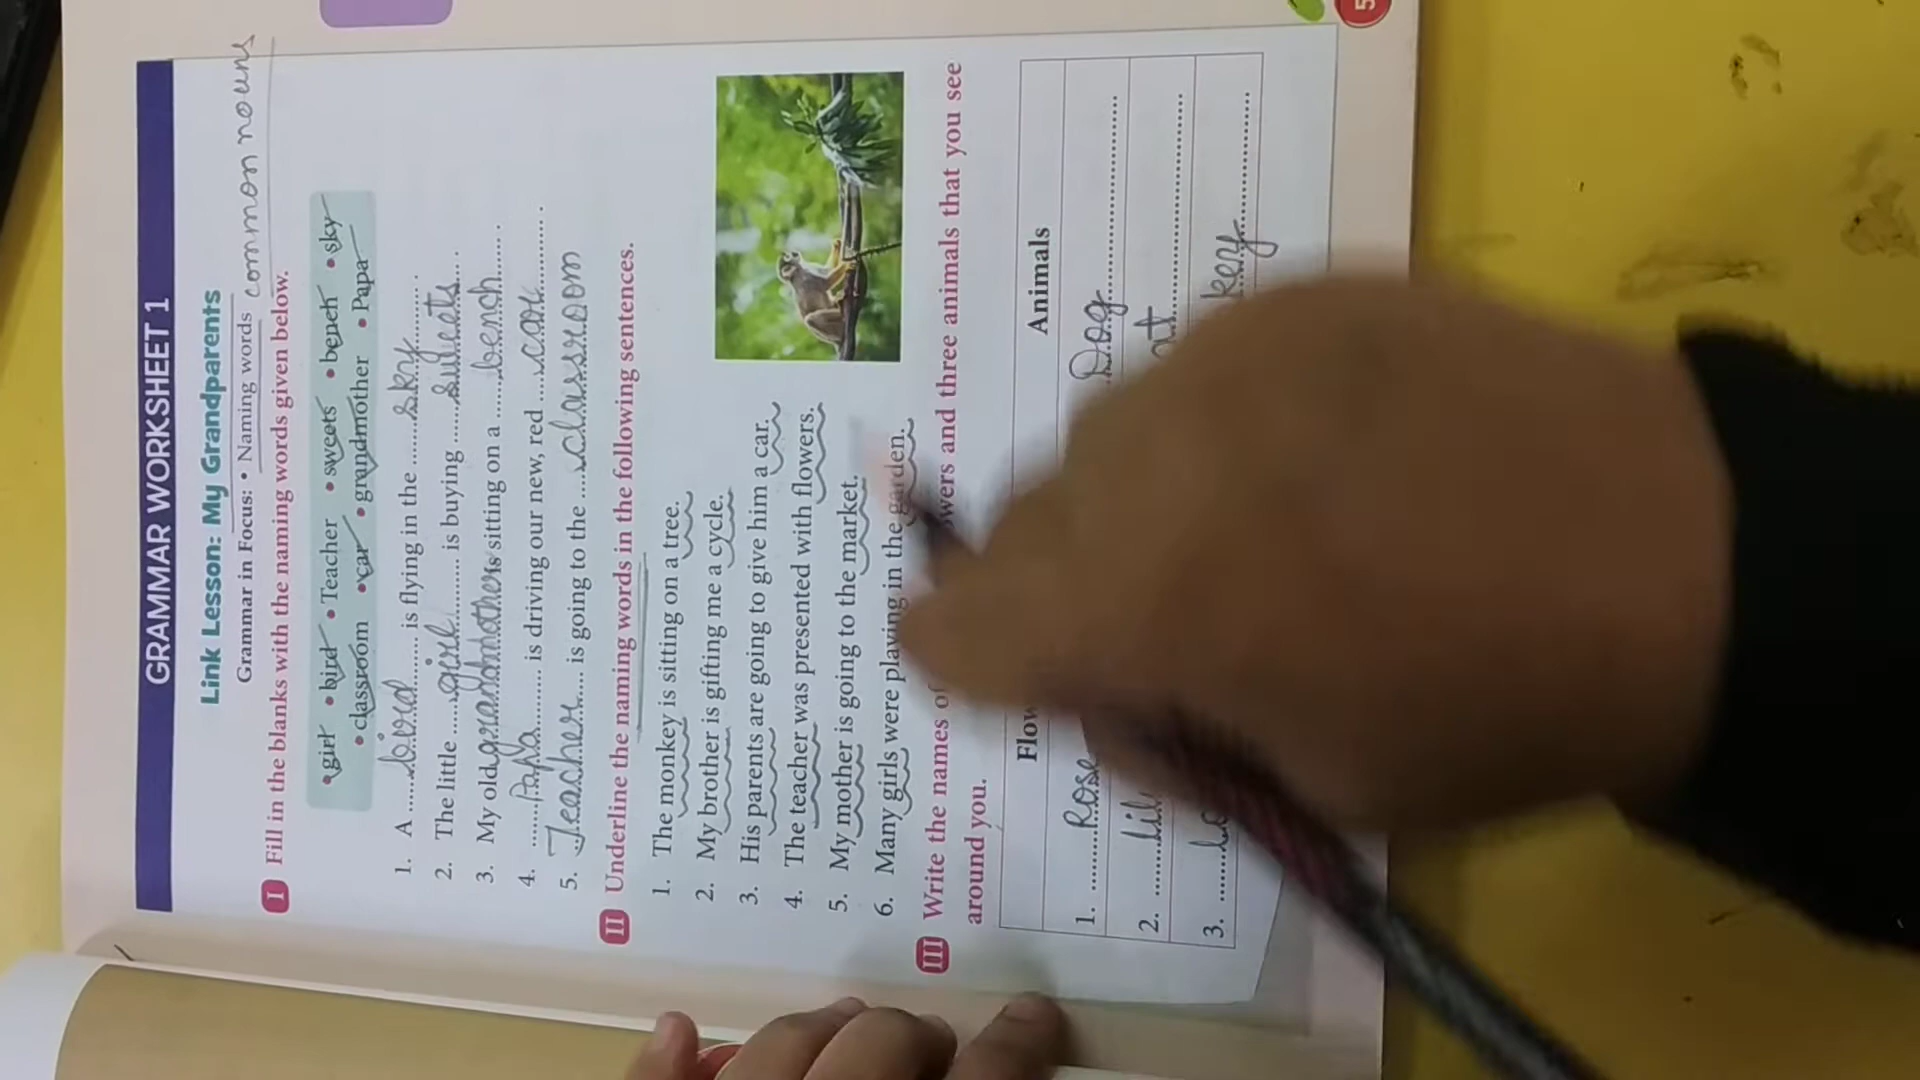 GRAMMAR WORKSHEET 1
Link Lesson: My Grandparents
Grammar in Focus: • Naming words common nouns
I Fill in the blanks with the naming words given below.
• girl • bird • Teacher • sweets • bench • sky
• classroom • car • grandmother • Papa
1. A ......bird......... is flying in the ........sky...........
2. The little .....girl.......... is buying .....sweets...
3. My old grandmother is sitting on a ......bench......
4. ......Papa.......... is driving our new, red ....car...........
5. Teacher.... is going to the ....classroom
II Underline the naming words in the following sentences.
1. The monkey is sitting on a tree.
2. My brother is gifting me a cycle.
3. His parents are going to give him a car.
4. The teacher was presented with flowers.
5. My mother is going to the market.
6. Many girls were playing in the garden.
III Write the names of and three animals that you see
around you.
Animals
1. ........Rose Dog....................
2.
3. key..................
5